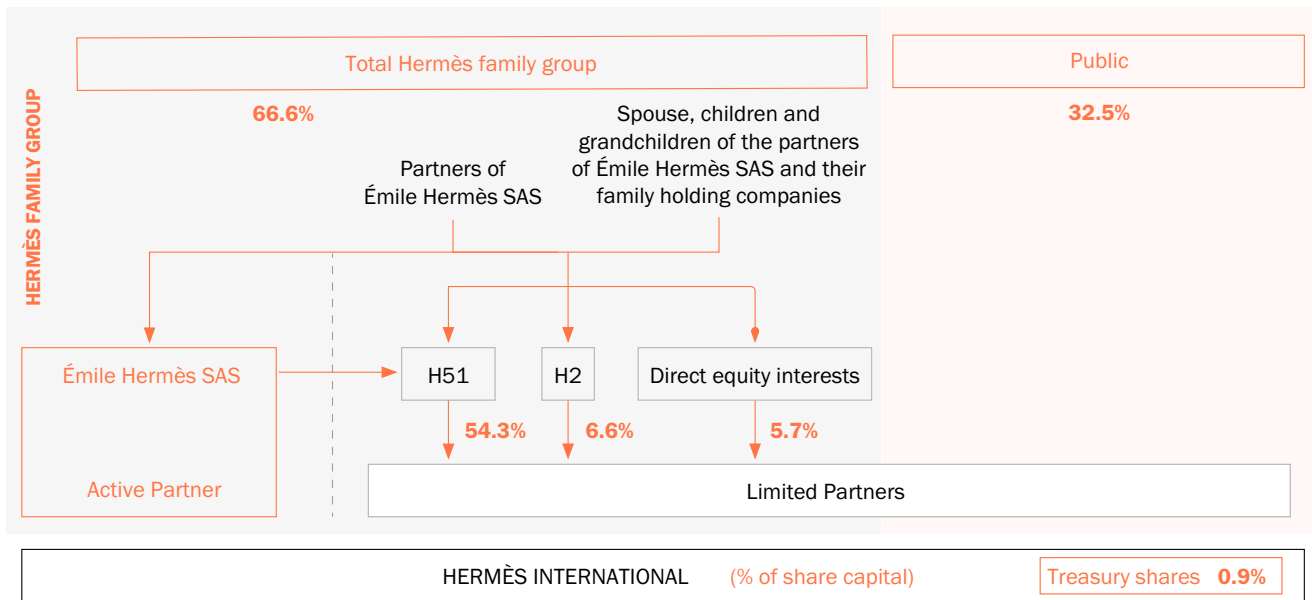 HERMÈS FAMILY GROUP
Total Hermès family group
Public
66.6%
32.5%
Partners of
Émile Hermès SAS
Spouse, children and
grandchildren of the partners
of Émile Hermès SAS and their
family holding companies
Émile Hermès SAS
Active Partner
H51
H2
Direct equity interests
54.3%
6.6%
5.7%
Limited Partners
HERMÈS INTERNATIONAL (% of share capital)
Treasury shares 0.9%